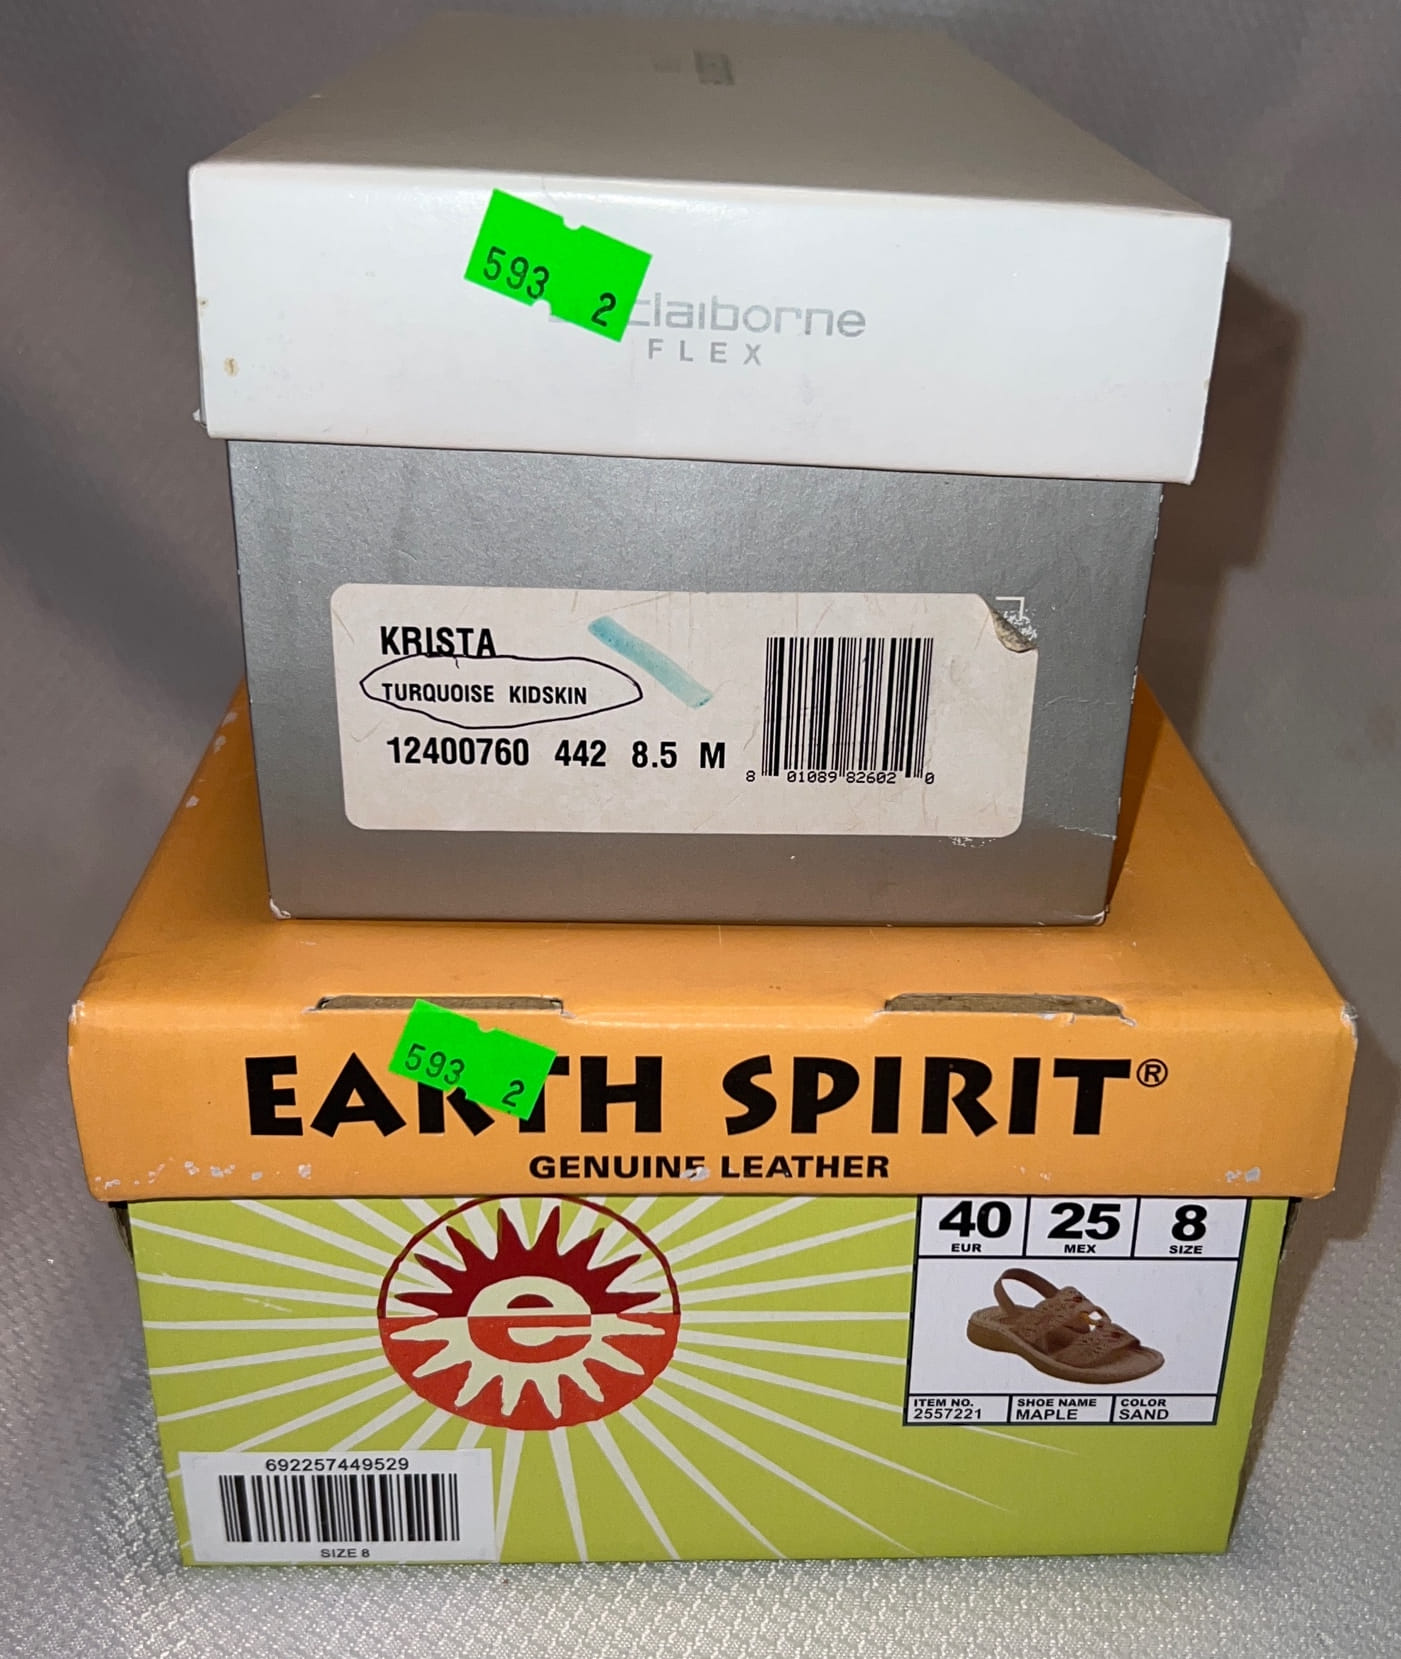 593
2
claiborne
FLEX
KRISTA
TURQUOISE KIDSKIN
12400760 442 8.5 M
8 01089 82602 0
593
2
EARTH SPIRIT®
GENUINE LEATHER
40 25 8
EUR MEX SIZE
e
ITEM NO. SHOE NAME COLOR
2557221 MAPLE SAND
692257449529
SIZE 8